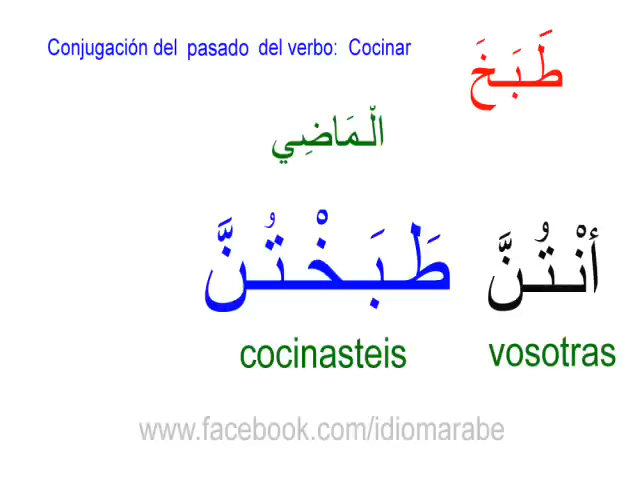 Conjugación del pasado del verbo: Cocinar
طَـبَـخَ
الْـمَاضِـي
أَنْـتُـنَّ طَـبَـخْـتُـنَّ
cocinasteis vosotras
www.facebook.com/idiomarabe